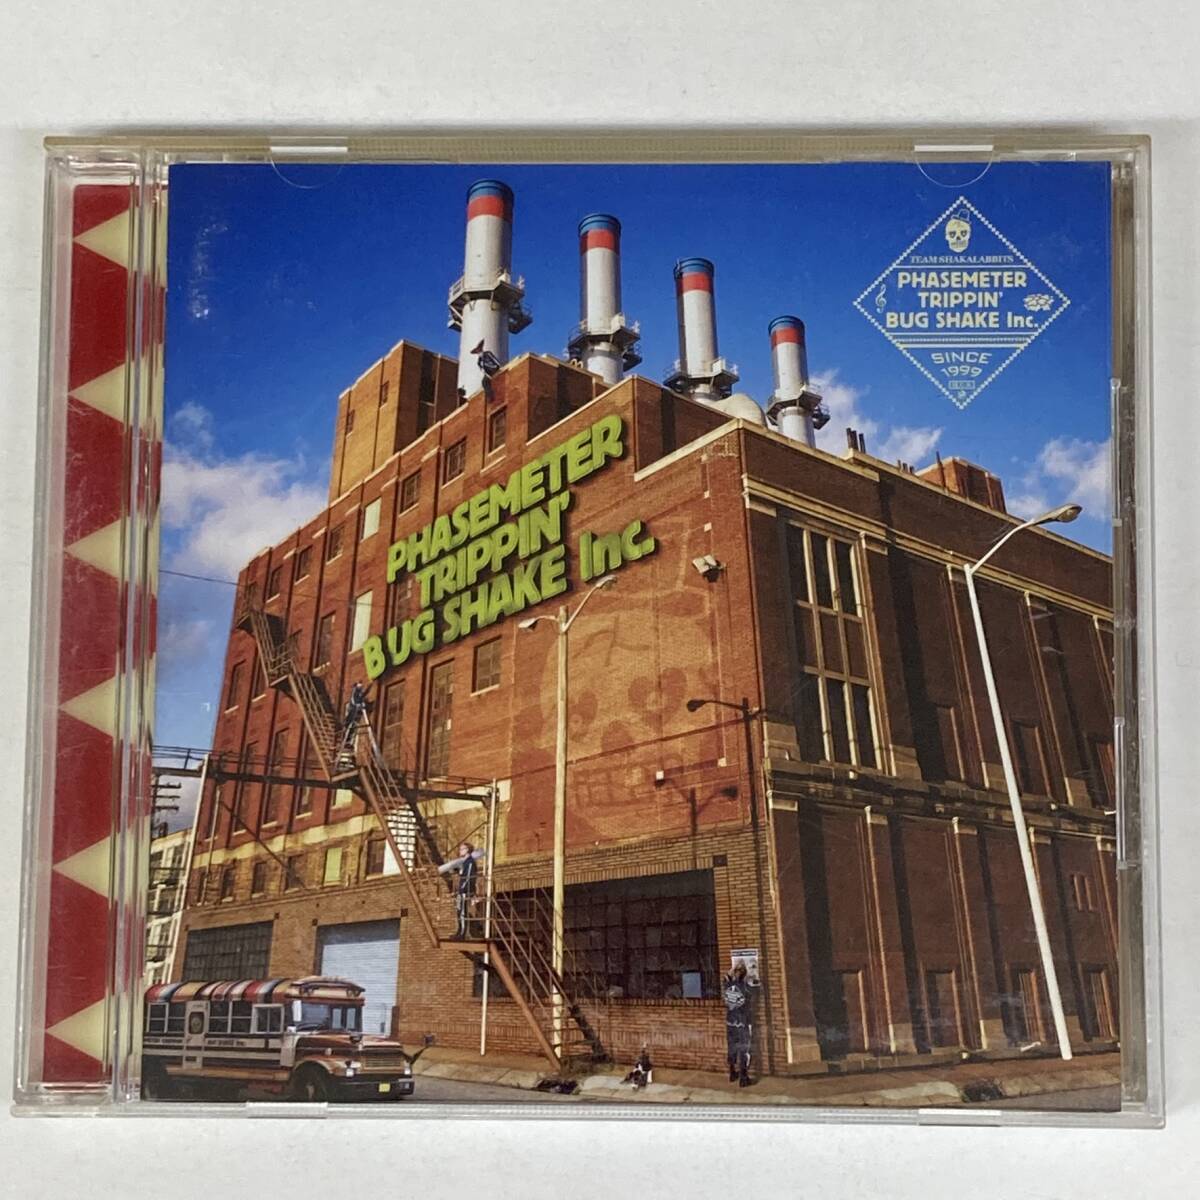 PHASEMETER
TRIPPIN'
BUG SHAKE Inc.
TEAM SHAKALABBITS
PHASEMETER
TRIPPIN'
BUG SHAKE Inc.
SINCE
1999